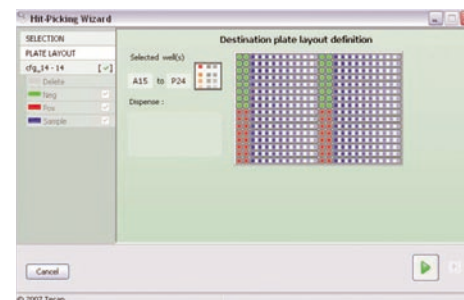 Hit-Picking Wizard
SELECTION
PLATE LAYOUT
cfg_14 - 14 [✓]
Delete
Neg
Pos
Sample
Destination plate layout definition
Selected well(s)
A15 to P24
Dispense :
Cancel
© 2007 Tecan